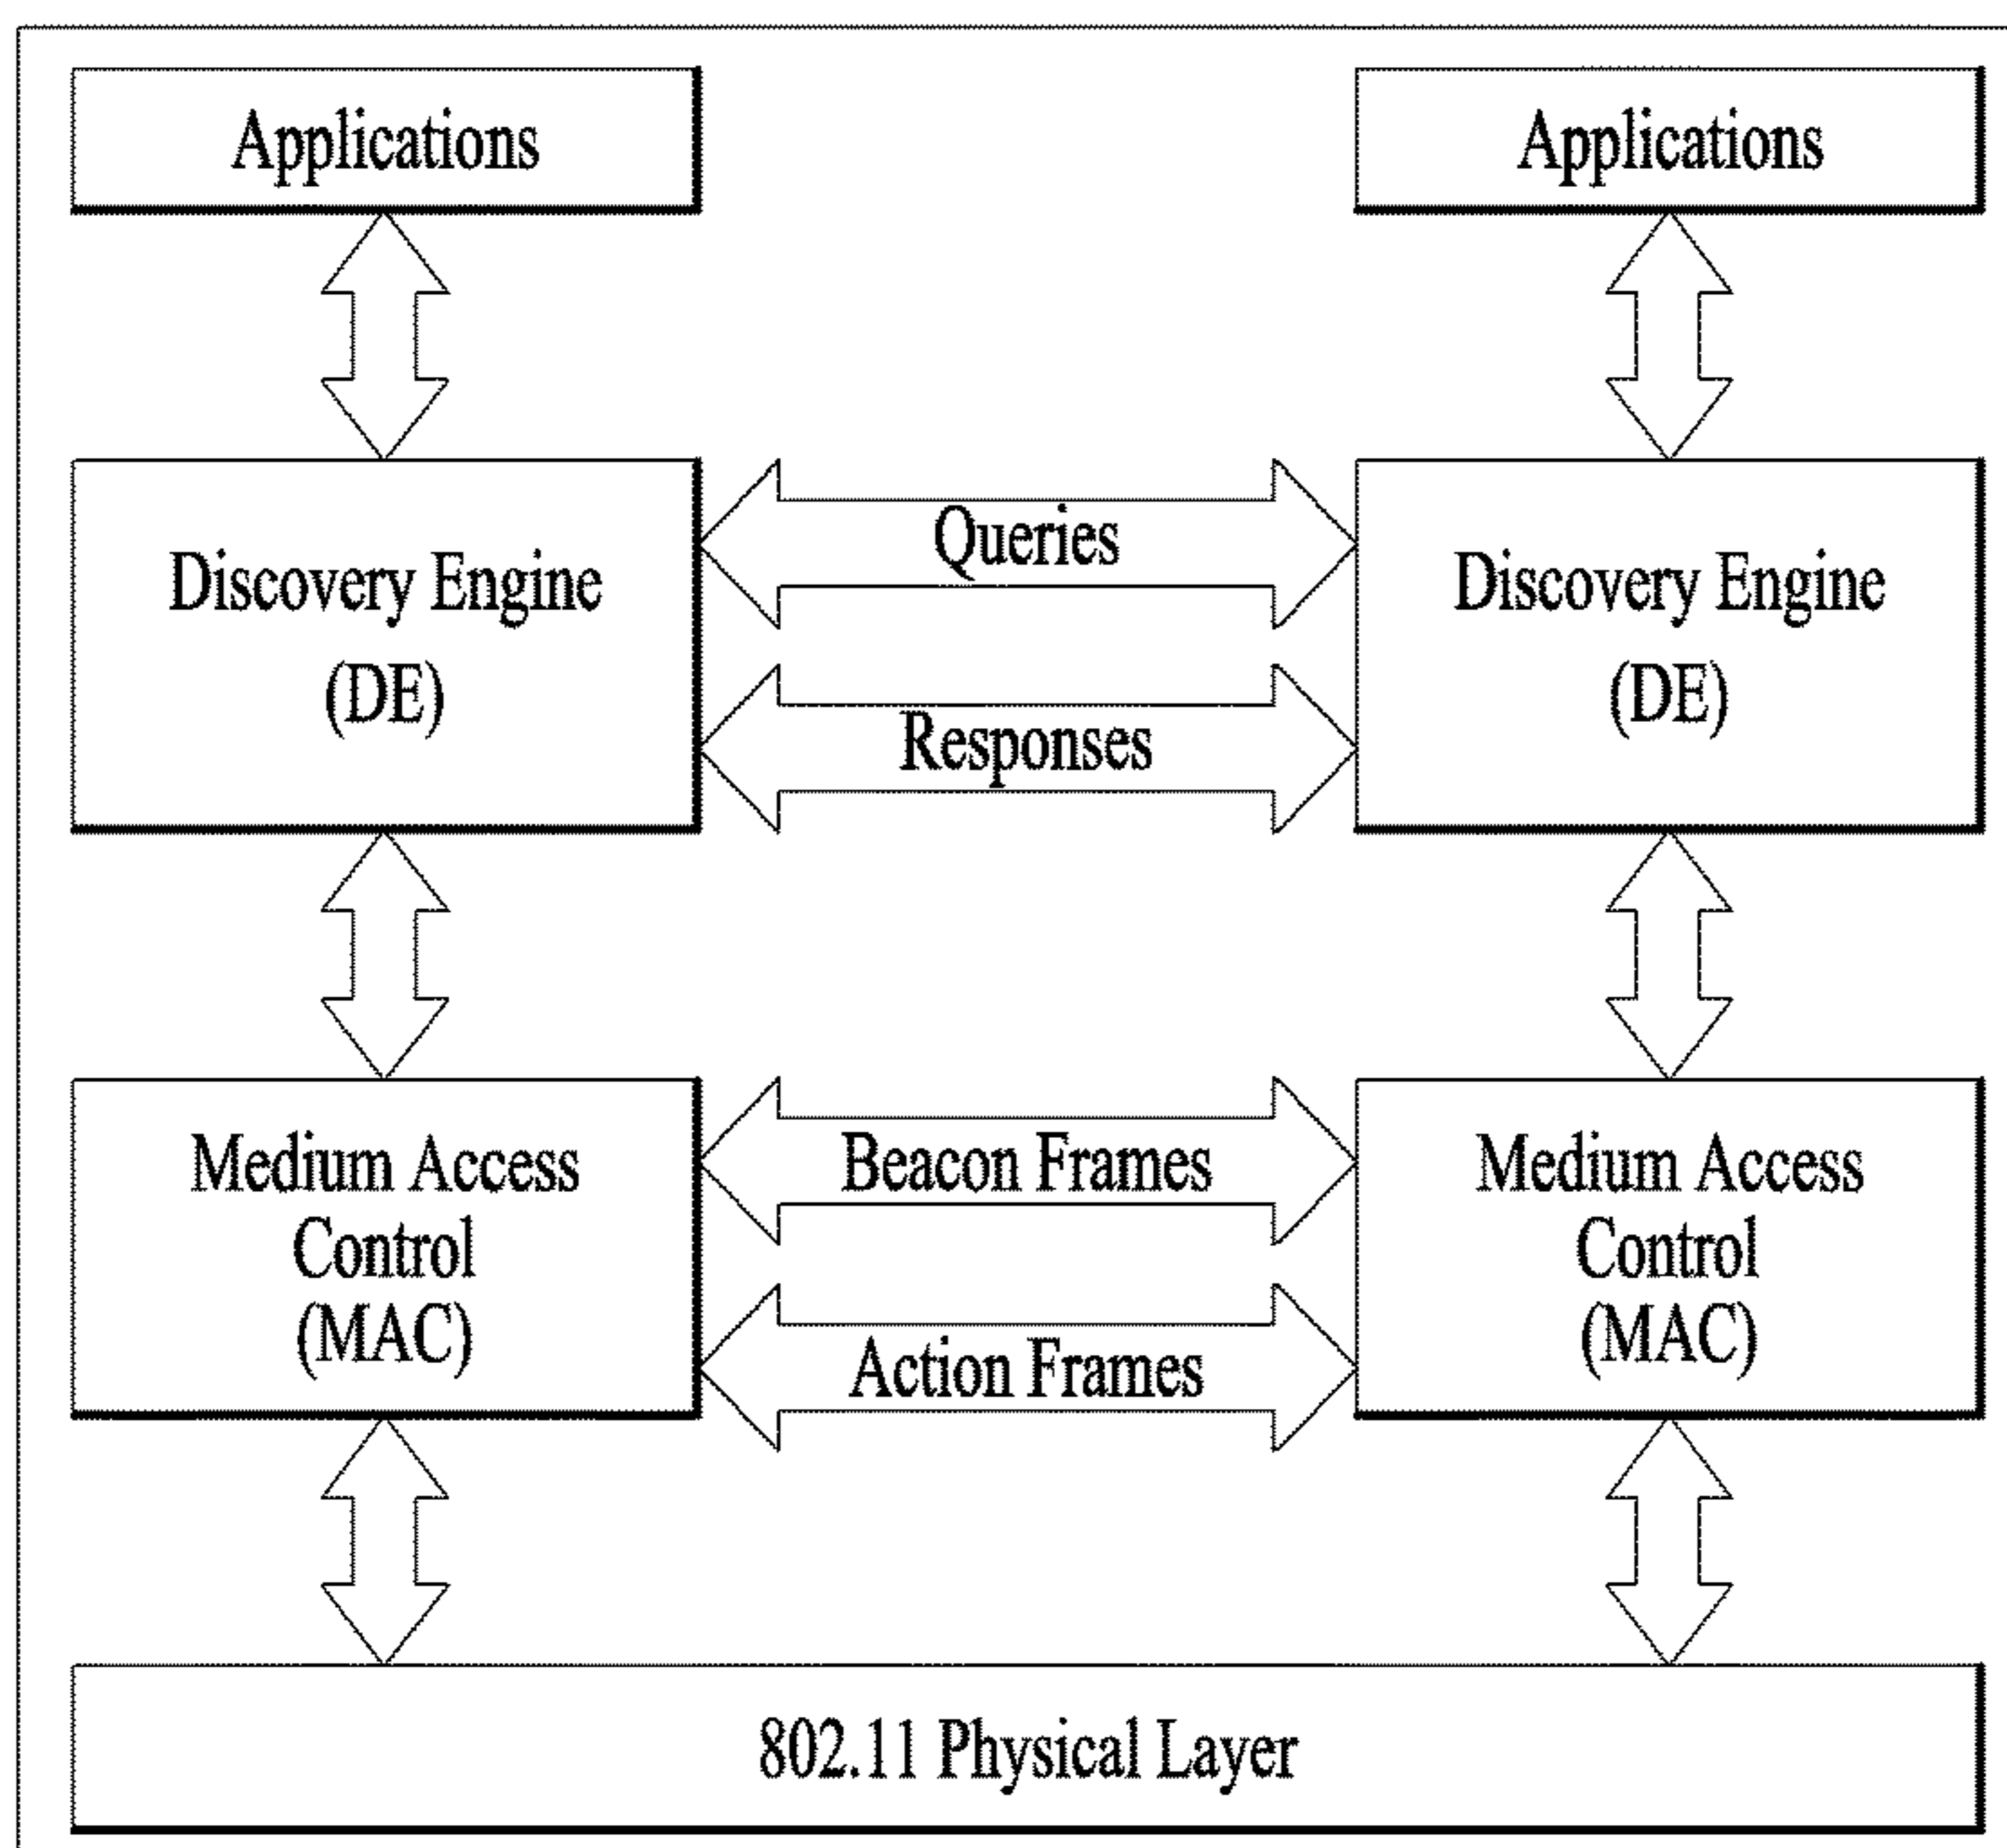 Applications
Applications
Discovery Engine
(DE)
Queries
Responses
Discovery Engine
(DE)
Medium Access
Control
(MAC)
Beacon Frames
Action Frames
Medium Access
Control
(MAC)
802.11 Physical Layer